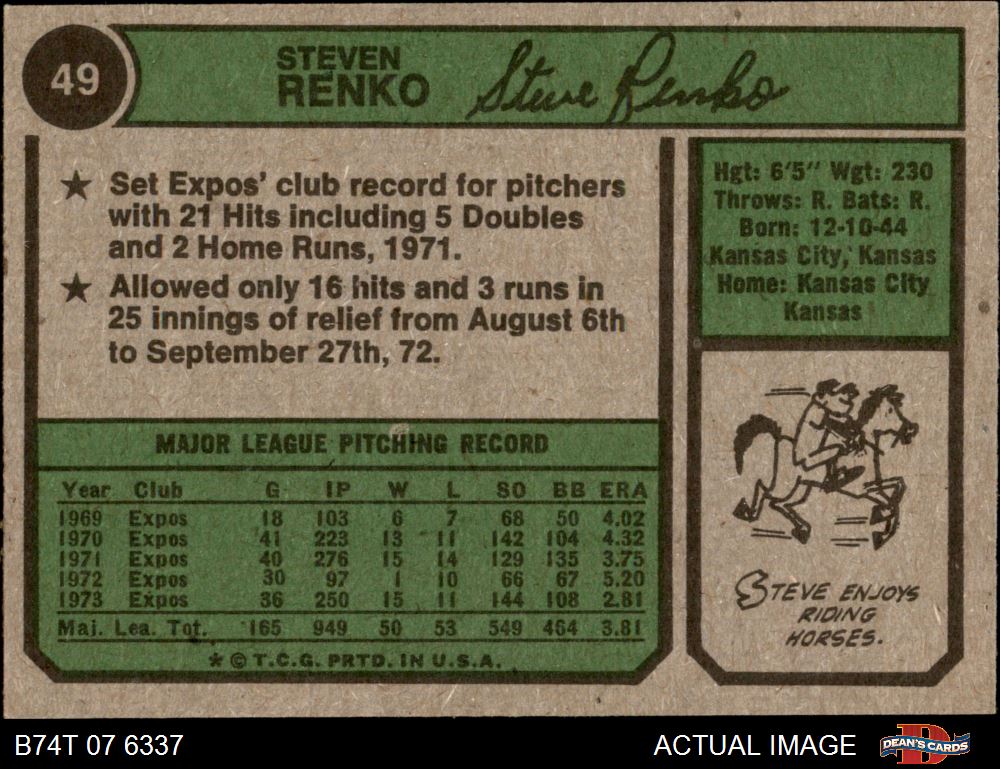 49
STEVEN
RENKO
Steve Renko
★ Set Expos' club record for pitchers
with 21 Hits including 5 Doubles
and 2 Home Runs, 1971.
★ Allowed only 16 hits and 3 runs in
25 innings of relief from August 6th
to September 27th, 72.
Hgt: 6'5" Wgt: 230
Throws: R. Bats: R.
Born: 12-10-44
Kansas City, Kansas
Home: Kansas City
Kansas
MAJOR LEAGUE PITCHING RECORD
Year Club G IP W L SO BB ERA
1969 Expos 18 103 6 7 68 50 4.02
1970 Expos 41 223 13 11 142 104 4.32
1971 Expos 40 276 15 14 129 135 3.75
1972 Expos 30 97 1 10 66 67 5.20
1973 Expos 36 250 15 11 144 108 2.81
Maj. Lea. Tot. 165 949 50 53 549 464 3.81
★ © T.C.G. PRTD. IN U.S.A.
STEVE ENJOYS
RIDING
HORSES.
B74T 07 6337
ACTUAL IMAGE
DEAN'S CARDS